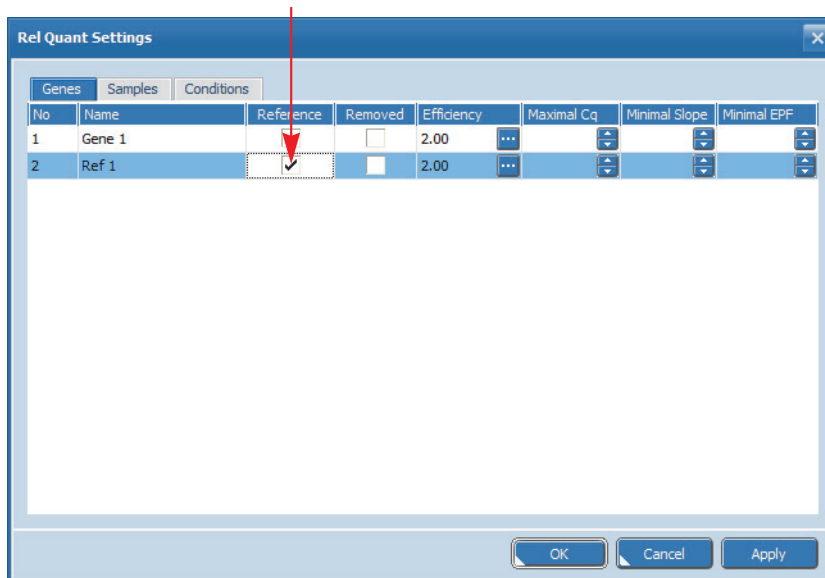 Rel Quant Settings
Genes Samples Conditions
No Name Reference Removed Efficiency Maximal Cq Minimal Slope Minimal EPF
1 Gene 1 2.00 ...
2 Ref 1 2.00 ...
OK Cancel Apply